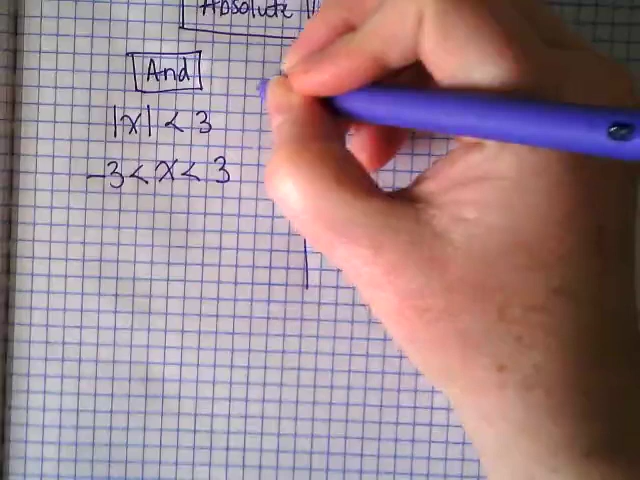 Absolute
And
|x| < 3
-3 < x < 3